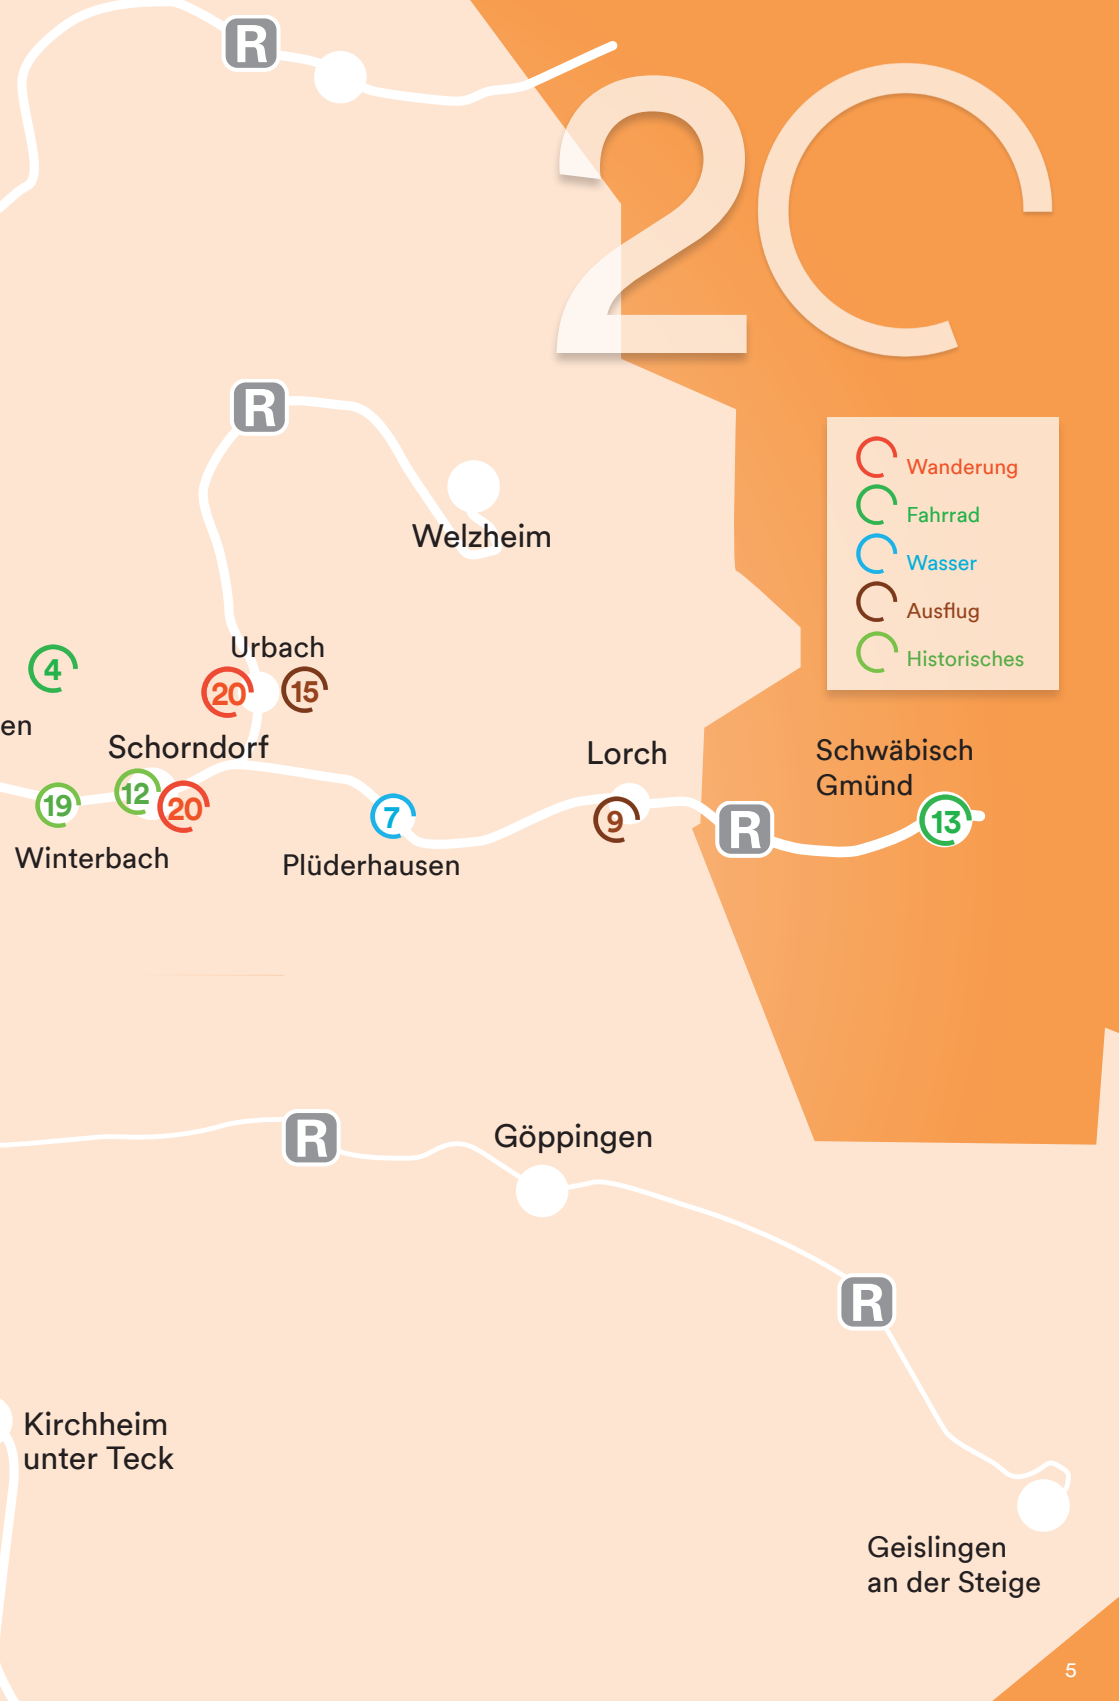 R
20
R
Wanderung
Fahrrad
Wasser
Ausflug
Historisches
Welzheim
Urbach
4
20
15
en
Schorndorf
Lorch
Schwäbisch
Gmünd
19
12
20
7
9
R
13
Winterbach
Plüderhausen
R
Göppingen
R
Kirchheim
unter Teck
Geislingen
an der Steige
5